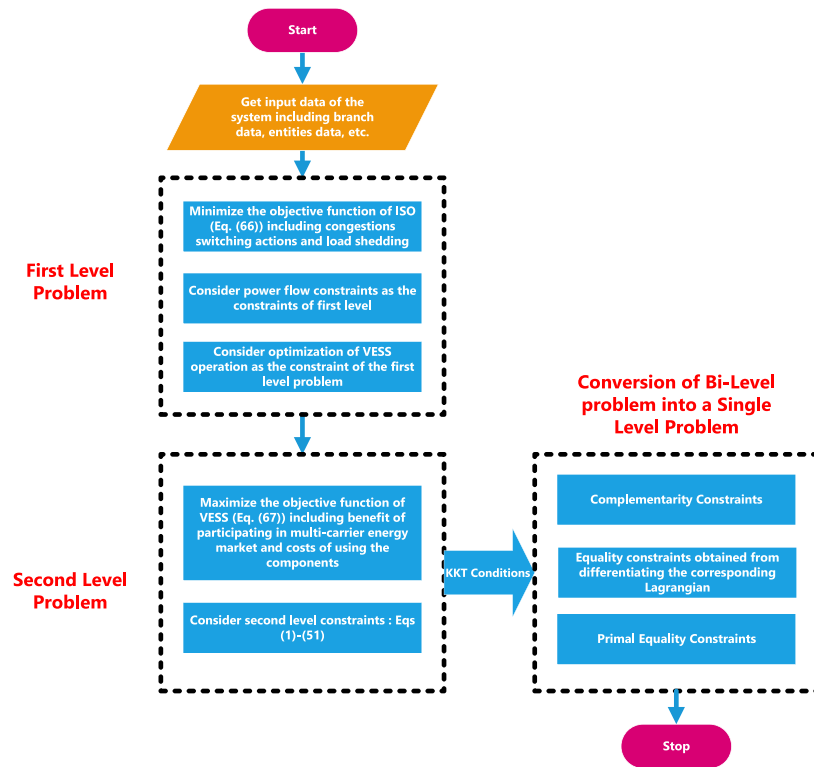 Start
Get input data of the
system including branch
data, entities data, etc.
First Level
Problem
Minimize the objective function of ISO
(Eq. (66)) including congestions
switching actions and load shedding
Consider power flow constraints as the
constraints of first level
Consider optimization of VESS
operation as the constraint of the first
level problem
Second Level
Problem
Maximize the objective function of
VESS (Eq. (67)) including benefit of
participating in multi-carrier energy
market and costs of using the
components
Consider second level constraints : Eqs
(1)-(51)
KKT Conditions
Conversion of Bi-Level
problem into a Single
Level Problem
Complementarity Constraints
Equality constraints obtained from
differentiating the corresponding
Lagrangian
Primal Equality Constraints
Stop